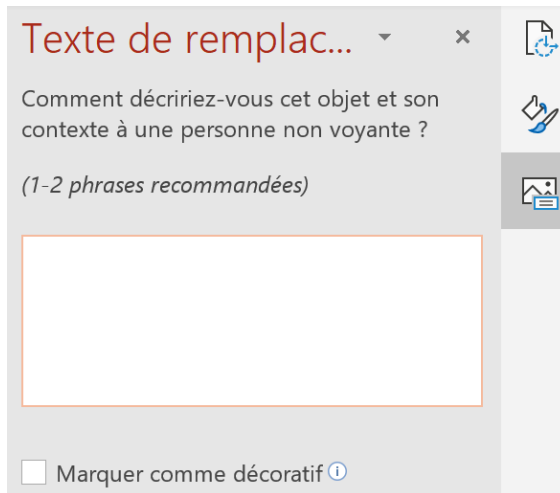 Texte de remplac...
Comment décririez-vous cet objet et son
contexte à une personne non voyante ?
(1-2 phrases recommandées)
Marquer comme décoratif